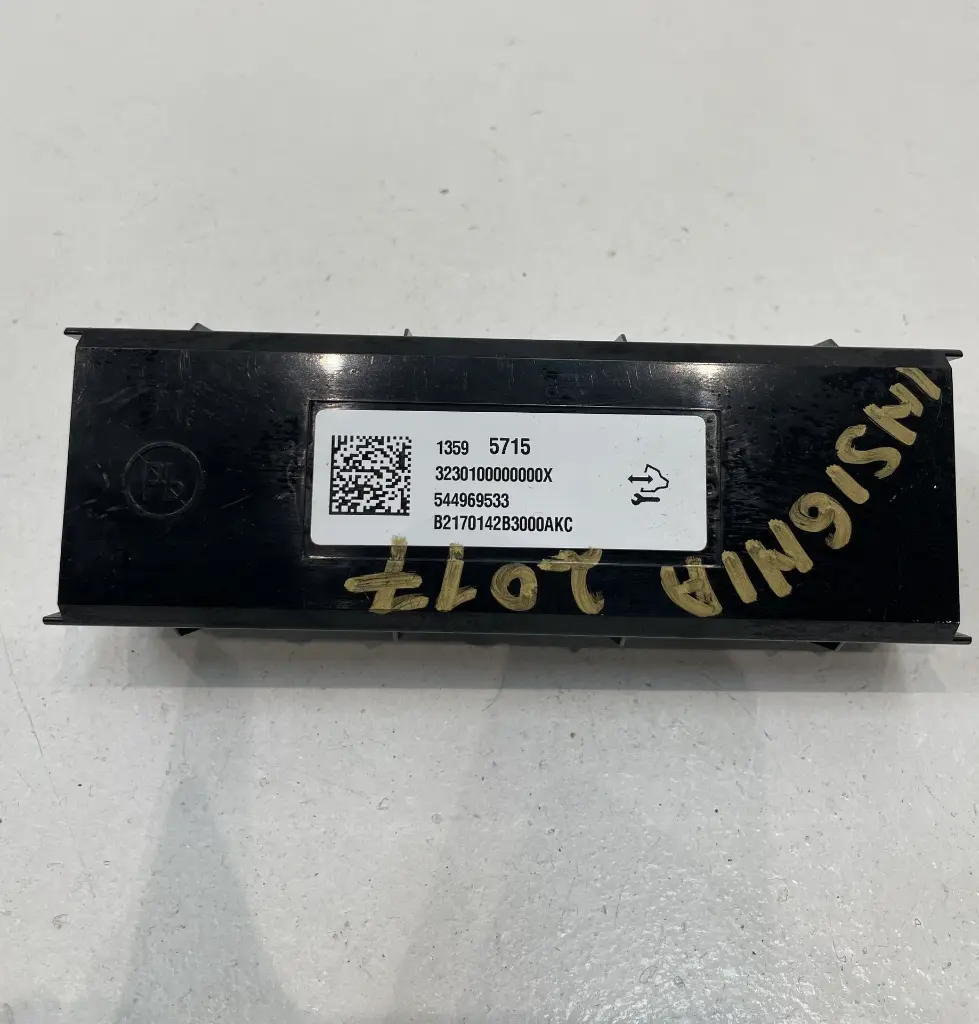 1359 5715
3230100000000X
544969533
B2170142B3000AKC
INSIGNIA 2017